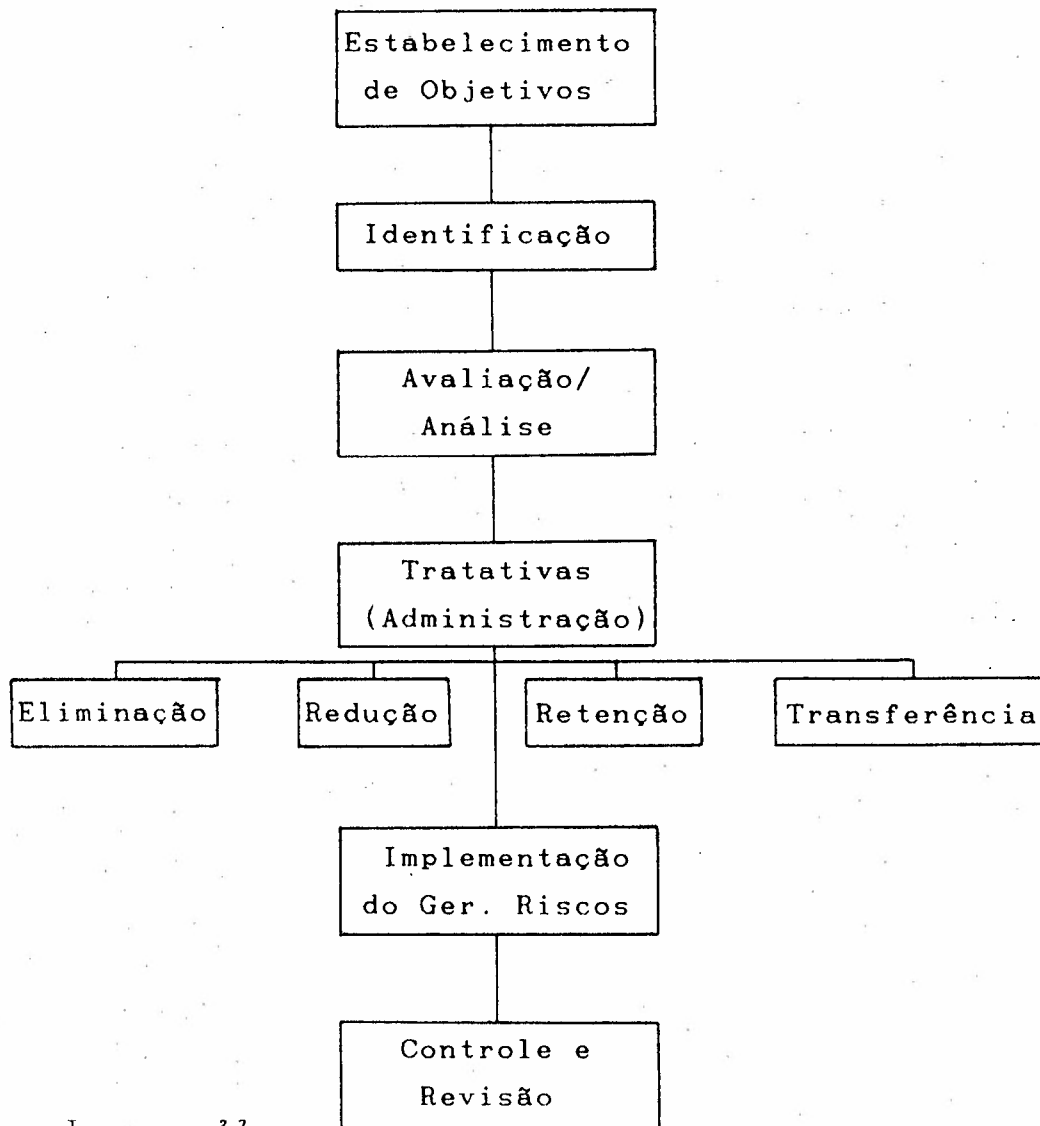 Estabelecimento
de Objetivos
Identificação
Avaliação/
Análise
Tratativas
(Administração)
Eliminação
Redução
Retenção
Transferência
Implementação
do Ger. Riscos
Controle e
Revisão